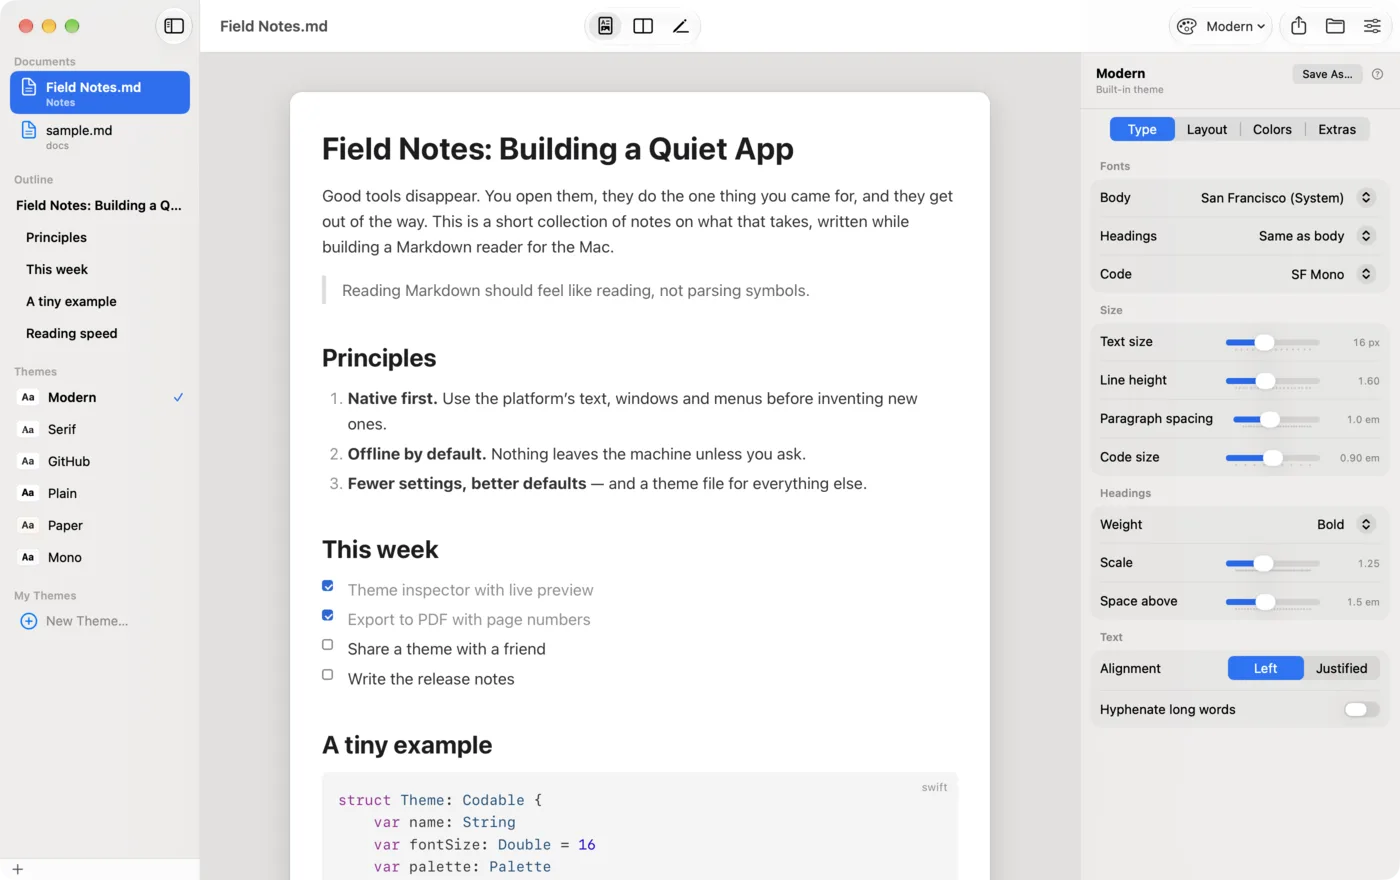 Field Notes.md
Modern
Documents
Field Notes.md
Notes
sample.md
docs
Outline
Field Notes: Building a Q...
Principles
This week
A tiny example
Reading speed
Themes
Aa Modern
Aa Serif
Aa GitHub
Aa Plain
Aa Paper
Aa Mono
My Themes
New Theme...
Field Notes: Building a Quiet App
Good tools disappear. You open them, they do the one thing you came for, and they get
out of the way. This is a short collection of notes on what that takes, written while
building a Markdown reader for the Mac.
Reading Markdown should feel like reading, not parsing symbols.
Principles
1. Native first. Use the platform’s text, windows and menus before inventing new
ones.
2. Offline by default. Nothing leaves the machine unless you ask.
3. Fewer settings, better defaults — and a theme file for everything else.
This week
Theme inspector with live preview
Export to PDF with page numbers
Share a theme with a friend
Write the release notes
A tiny example
swift
struct Theme: Codable {
    var name: String
    var fontSize: Double = 16
    var palette: Palette
Modern
Save As...
?
Built-in theme
Type Layout Colors Extras
Fonts
Body San Francisco (System)
Headings Same as body
Code SF Mono
Size
Text size 16 px
Line height 1.60
Paragraph spacing 1.0 em
Code size 0.90 em
Headings
Weight Bold
Scale 1.25
Space above 1.5 em
Text
Alignment Left Justified
Hyphenate long words